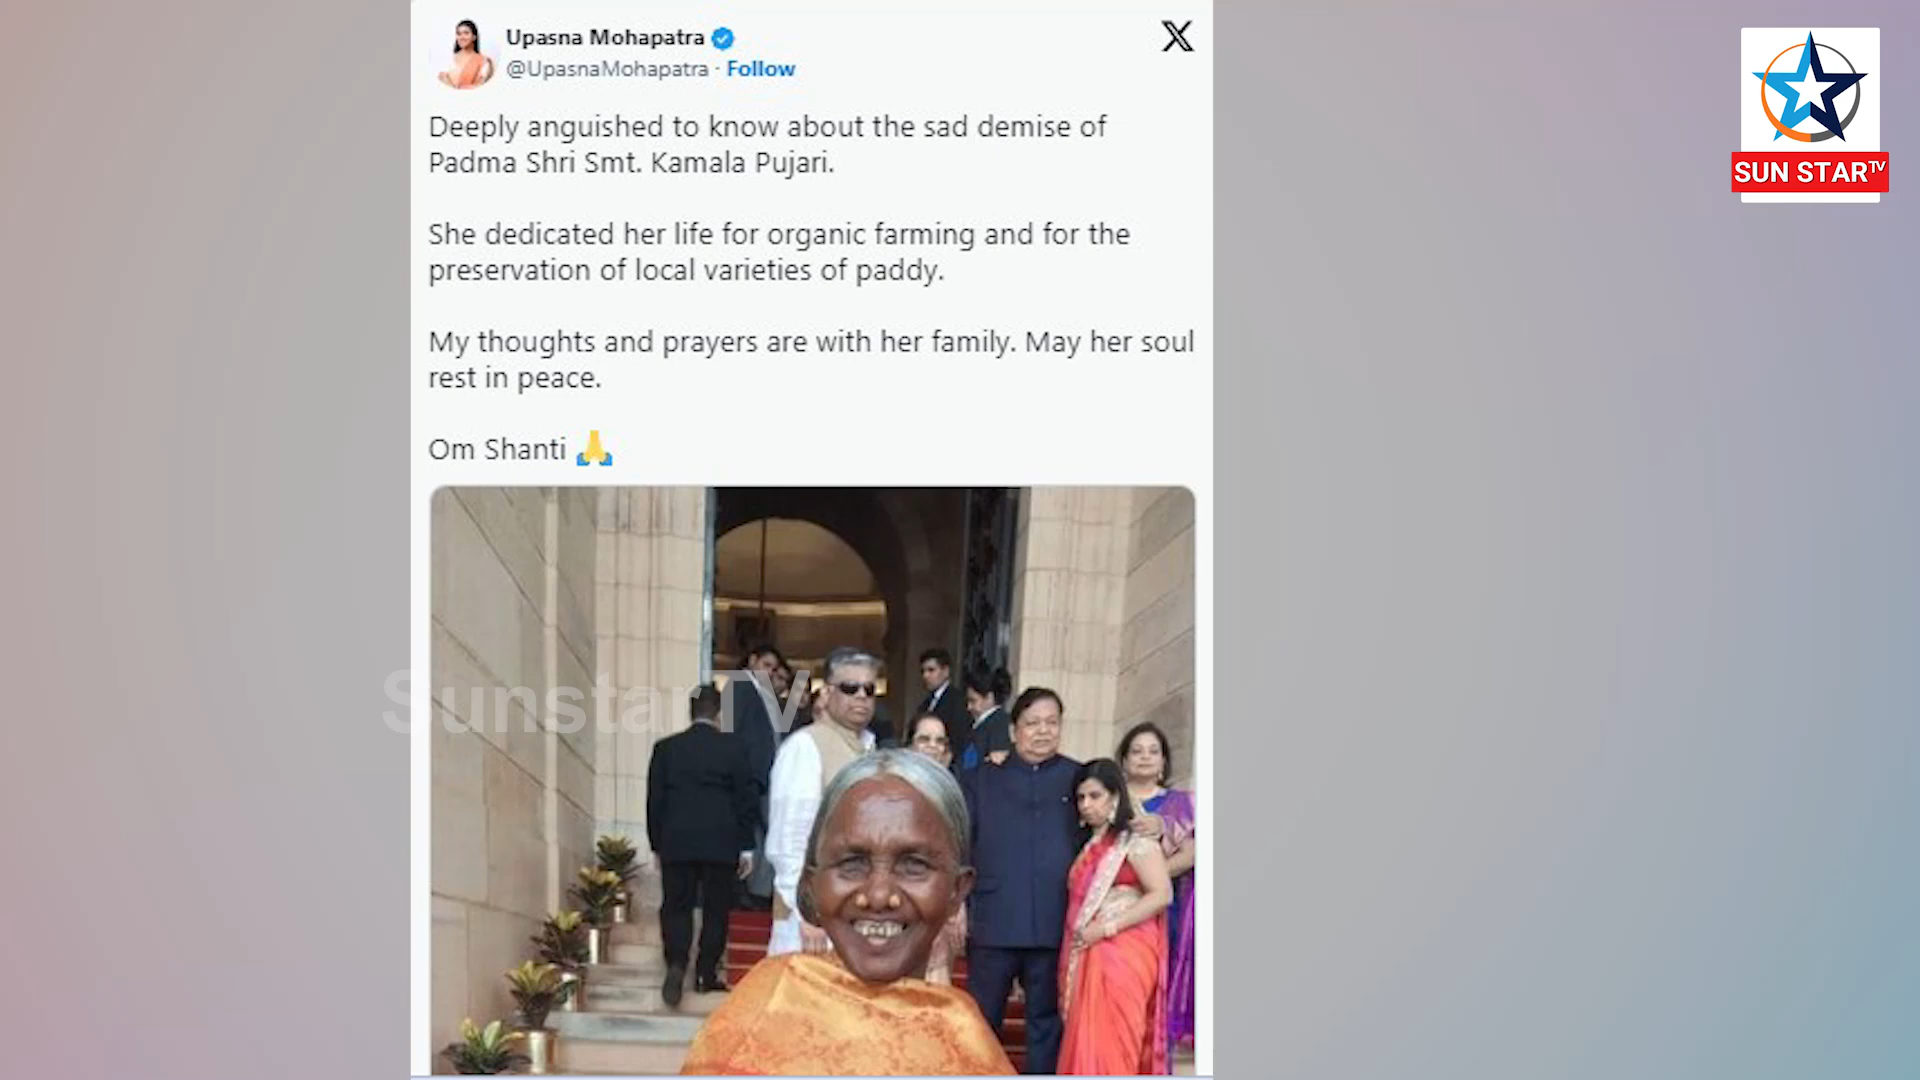 Upasna Mohapatra
@UpasnaMohapatra · Follow
Deeply anguished to know about the sad demise of
Padma Shri Smt. Kamala Pujari.
She dedicated her life for organic farming and for the
preservation of local varieties of paddy.
My thoughts and prayers are with her family. May her soul
rest in peace.
Om Shanti 🙏
SUN STAR TV
SunstarTV